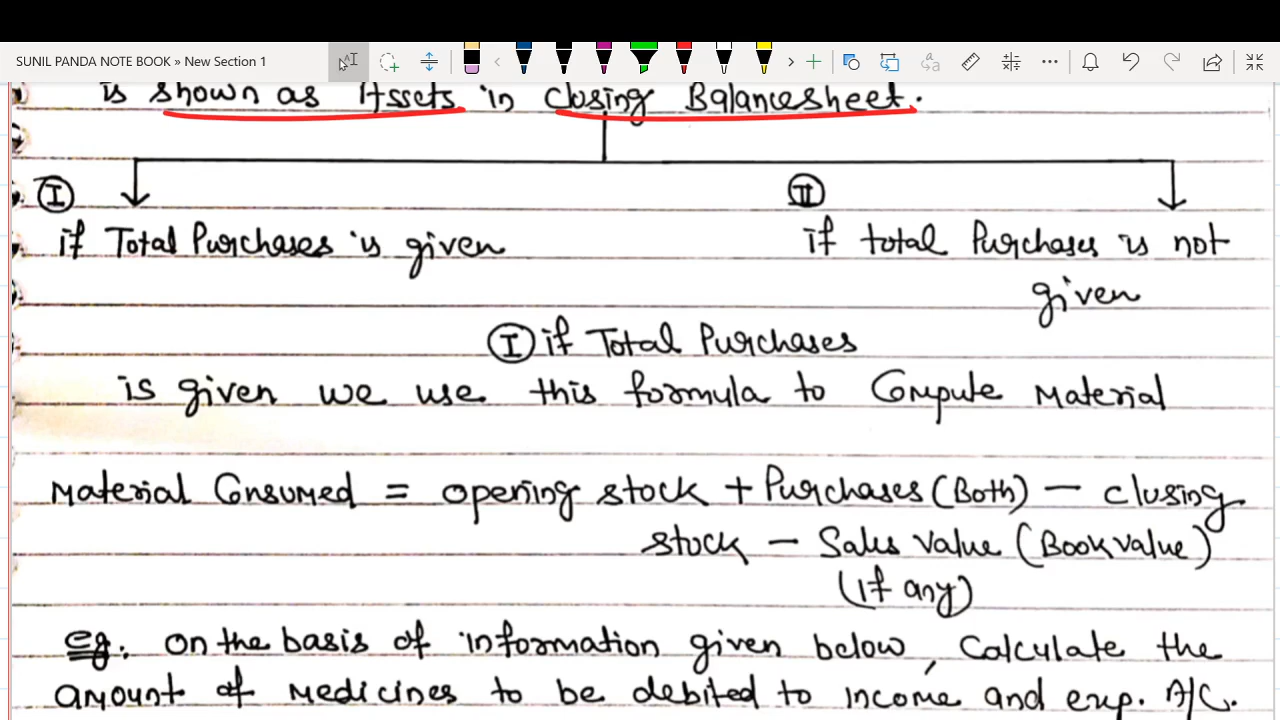 SUNIL PANDA NOTE BOOK » New Section 1
is shown as Assets in Closing Balancesheet.
I
II
if Total Purchases is given
if total Purchases is not
given
I if Total Purchases
is given we use this formula to Compute Material
Material Consumed = opening stock + Purchases (Both) - closing
stock - Sales Value (Book value)
(if any)
eg. On the basis of information given below, Calculate the
amount of medicines to be debited to income and exp. A/C.